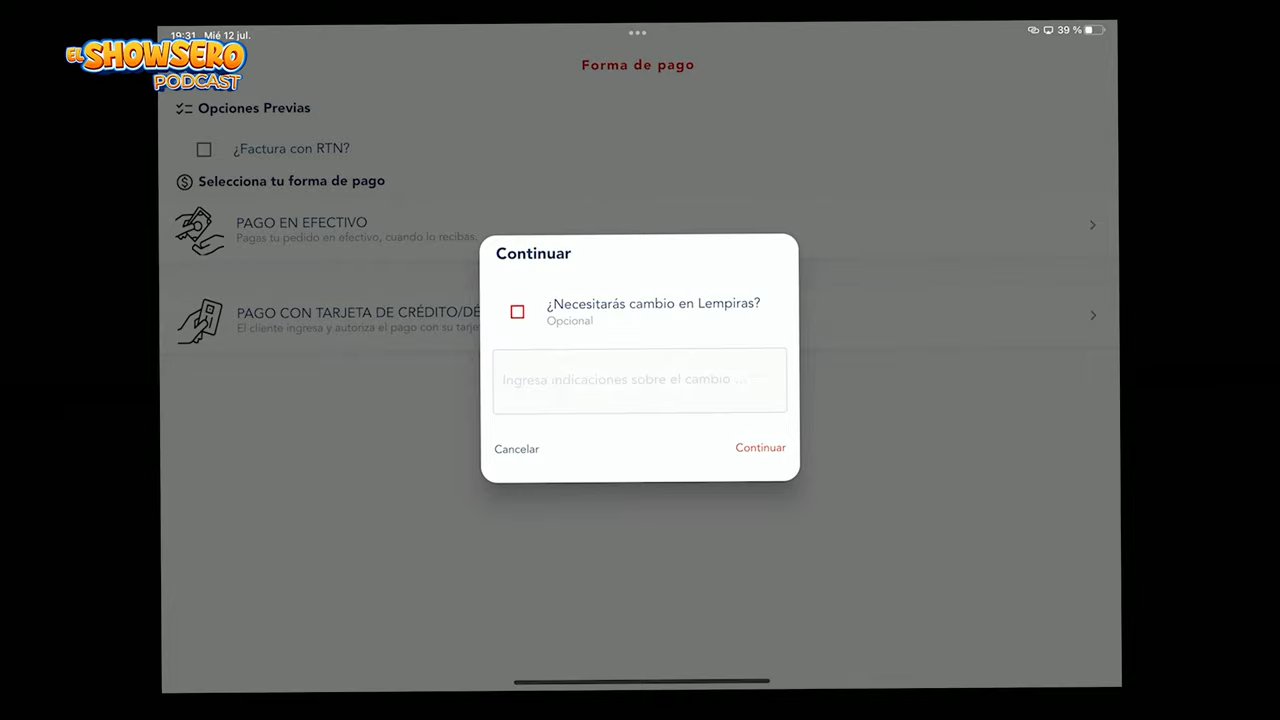 19:31 Mié 12 jul.
39 %
EL SHOWSERO
PODCAST
Forma de pago
Opciones Previas
¿Factura con RTN?
Selecciona tu forma de pago
PAGO EN EFECTIVO
Pagas tu pedido en efectivo, cuando lo recibas.
PAGO CON TARJETA DE CRÉDITO/DÉ
El cliente ingresa y autoriza el pago con su tarje
Continuar
¿Necesitarás cambio en Lempiras?
Opcional
Ingresa indicaciones sobre el cambio ...
Cancelar
Continuar